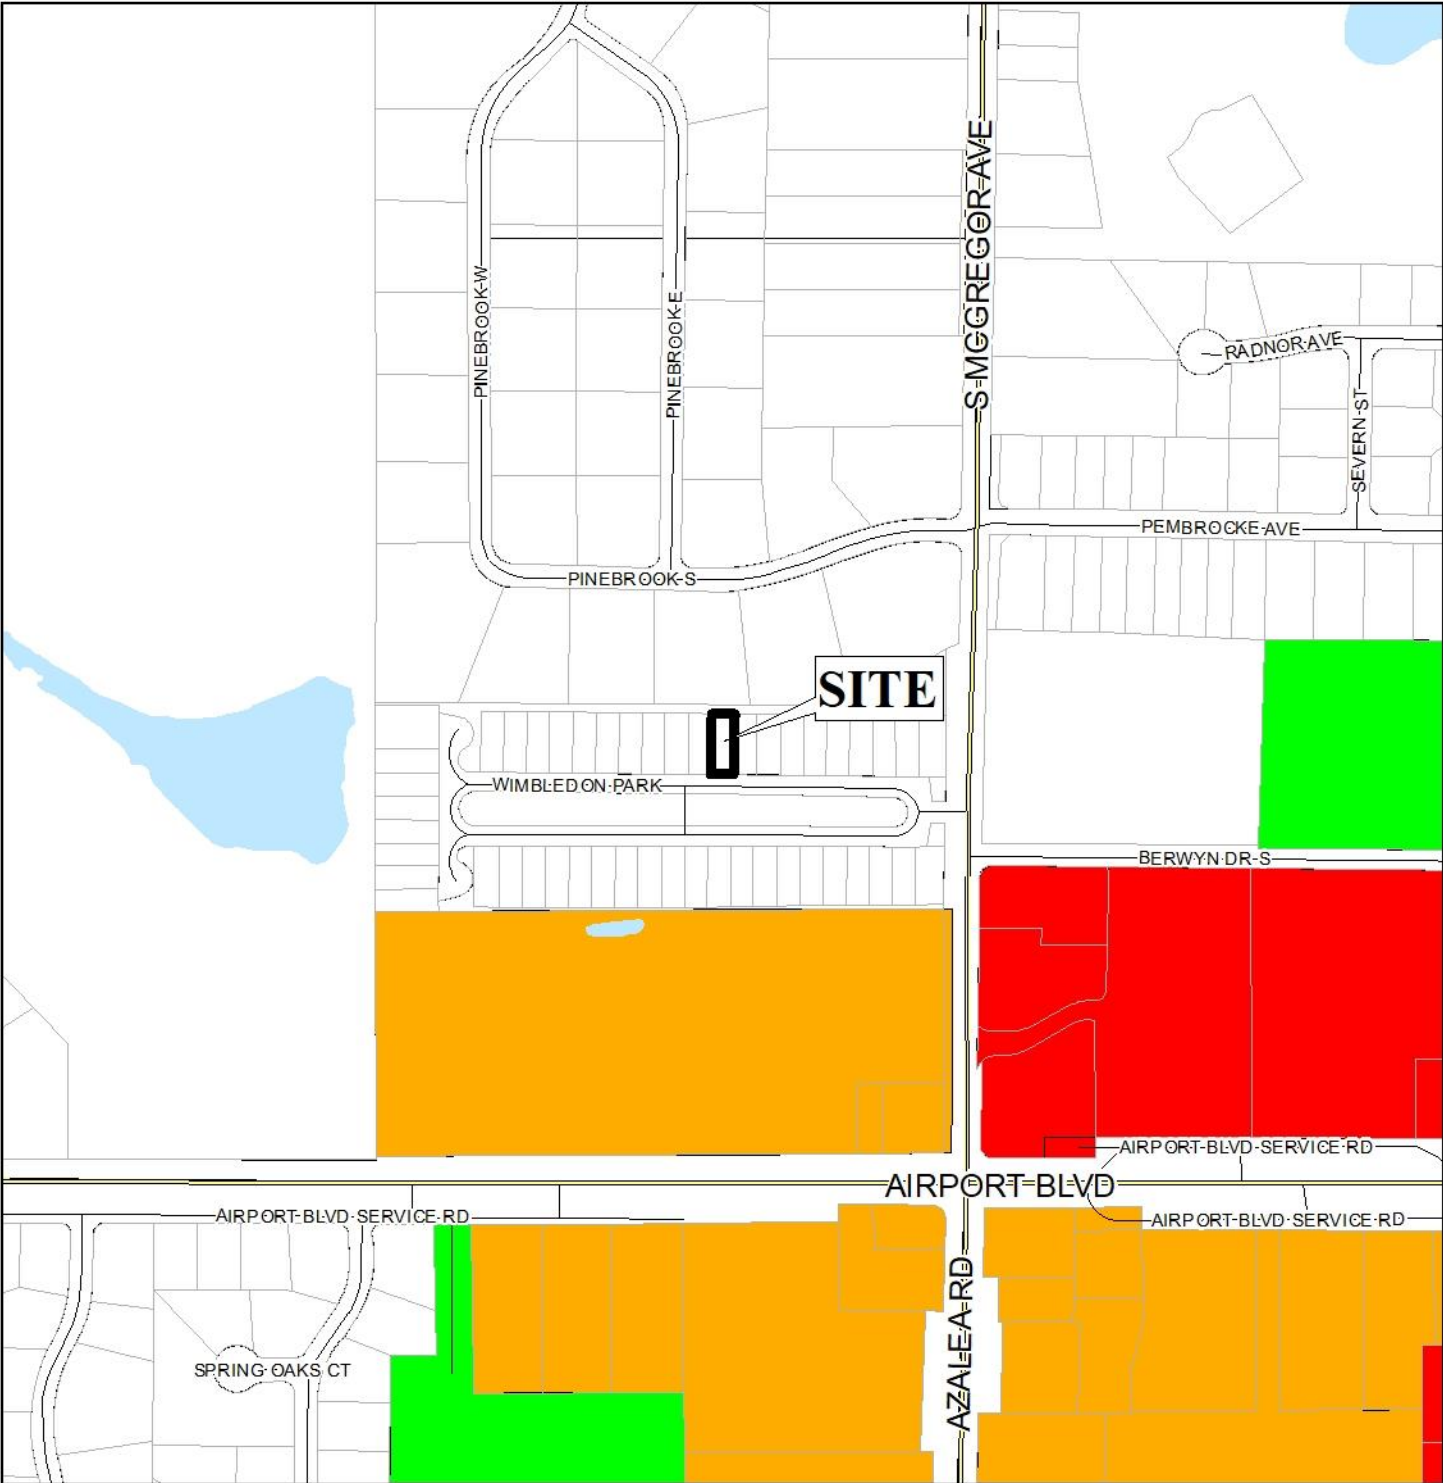 S MCGREGOR AVE
PINEBROOK W
PINEBROOK E
RADNOR AVE
SEVERN ST
PEMBROCKE AVE
PINEBROOK S
SITE
WIMBLEDON PARK
BERWYN DR S
AIRPORT BLVD SERVICE RD
AIRPORT BLVD
AIRPORT BLVD SERVICE RD
AIRPORT BLVD SERVICE RD
AZALEA RD
SPRING OAKS CT